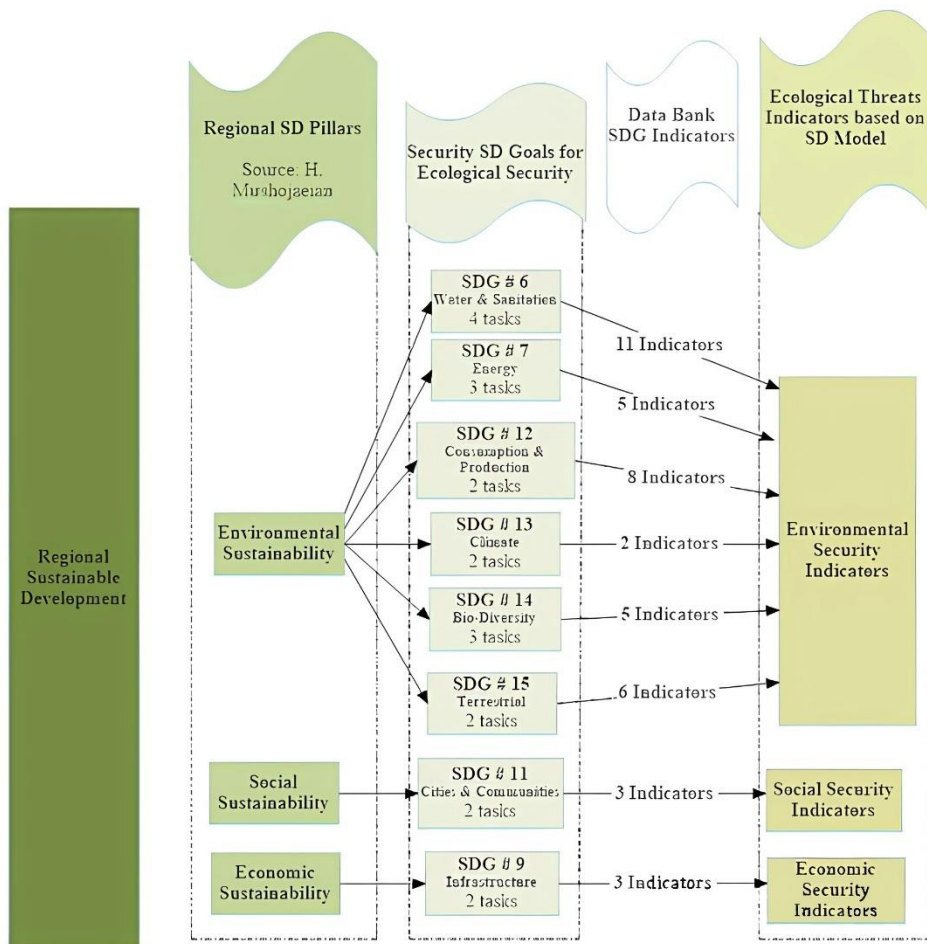 Regional SD Pillars
Source: H.
Security SD Goals for
Ecological Security
Data Bank
SDG Indicators
Ecological Threats
Indicators based on
SD Model
Regional
Sustainable
Development
Environmental
Sustainability
Social
Sustainability
Economic
Sustainability
SDG # 6
Water & Sanitation
4 tasks
SDG # 7
Energy
3 tasks
SDG # 12
Consumption &
Production
2 tasks
SDG # 13
Climate
2 tasks
SDG # 14
Bio-Diversity
3 tasks
SDG # 15
Terrestrial
2 tasks
SDG # 11
Cities & Communities
2 tasks
SDG # 9
Infrastructure
2 tasks
11 Indicators
5 Indicators
8 Indicators
2 Indicators
5 Indicators
6 Indicators
3 Indicators
3 Indicators
Environmental
Security
Indicators
Social Security
Indicators
Economic
Security
Indicators